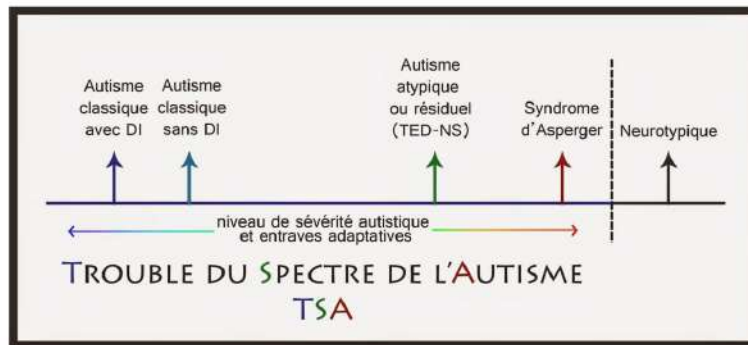 Autisme
classique
avec DI
Autisme
classique
sans DI
Autisme
atypique
ou résiduel
(TED-NS)
Syndrome
d'Asperger
Neurotypique
niveau de sévérité autistique
et entraves adaptatives
TROUBLE DU SPECTRE DE L'AUTISME
TSA